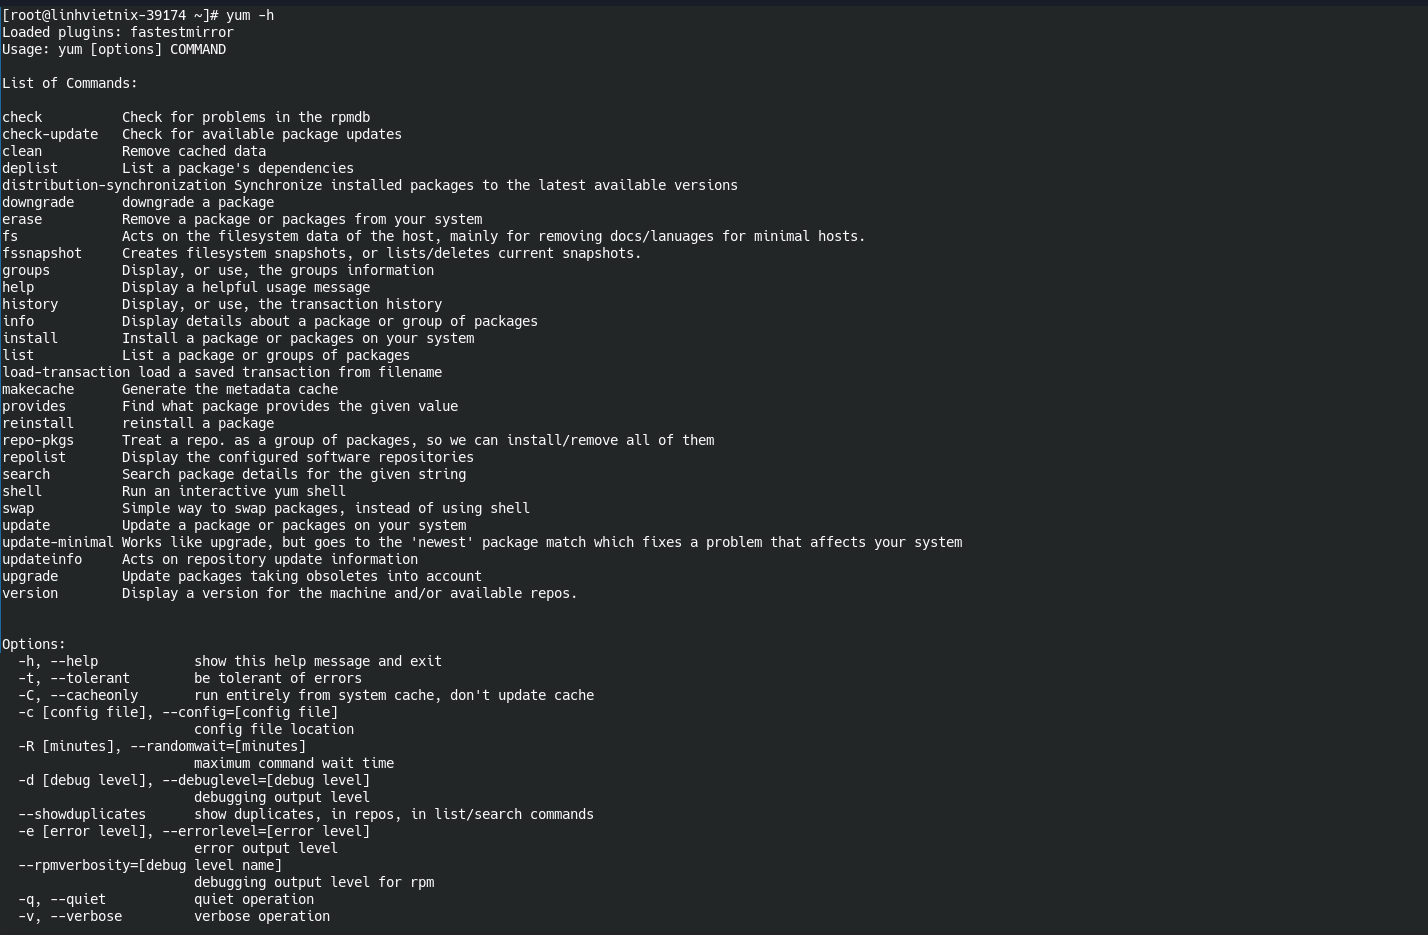 [root@linhvietnix-39174 ~]# yum -h
Loaded plugins: fastestmirror
Usage: yum [options] COMMAND

List of Commands:

check          Check for problems in the rpmdb
check-update   Check for available package updates
clean          Remove cached data
deplist        List a package's dependencies
distribution-synchronization Synchronize installed packages to the latest available versions
downgrade      downgrade a package
erase          Remove a package or packages from your system
fs             Acts on the filesystem data of the host, mainly for removing docs/lanuages for minimal hosts.
fssnapshot     Creates filesystem snapshots, or lists/deletes current snapshots.
groups         Display, or use, the groups information
help           Display a helpful usage message
history        Display, or use, the transaction history
info           Display details about a package or group of packages
install        Install a package or packages on your system
list           List a package or groups of packages
load-transaction load a saved transaction from filename
makecache      Generate the metadata cache
provides       Find what package provides the given value
reinstall      reinstall a package
repo-pkgs      Treat a repo. as a group of packages, so we can install/remove all of them
repolist       Display the configured software repositories
search         Search package details for the given string
shell          Run an interactive yum shell
swap           Simple way to swap packages, instead of using shell
update         Update a package or packages on your system
update-minimal Works like upgrade, but goes to the 'newest' package match which fixes a problem that affects your system
updateinfo     Acts on repository update information
upgrade        Update packages taking obsoletes into account
version        Display a version for the machine and/or available repos.

Options:
  -h, --help            show this help message and exit
  -t, --tolerant        be tolerant of errors
  -C, --cacheonly       run entirely from system cache, don't update cache
  -c [config file], --config=[config file]
                        config file location
  -R [minutes], --randomwait=[minutes]
                        maximum command wait time
  -d [debug level], --debuglevel=[debug level]
                        debugging output level
  --showduplicates      show duplicates, in repos, in list/search commands
  -e [error level], --errorlevel=[error level]
                        error output level
  --rpmverbosity=[debug level name]
                        debugging output level for rpm
  -q, --quiet           quiet operation
  -v, --verbose         verbose operation